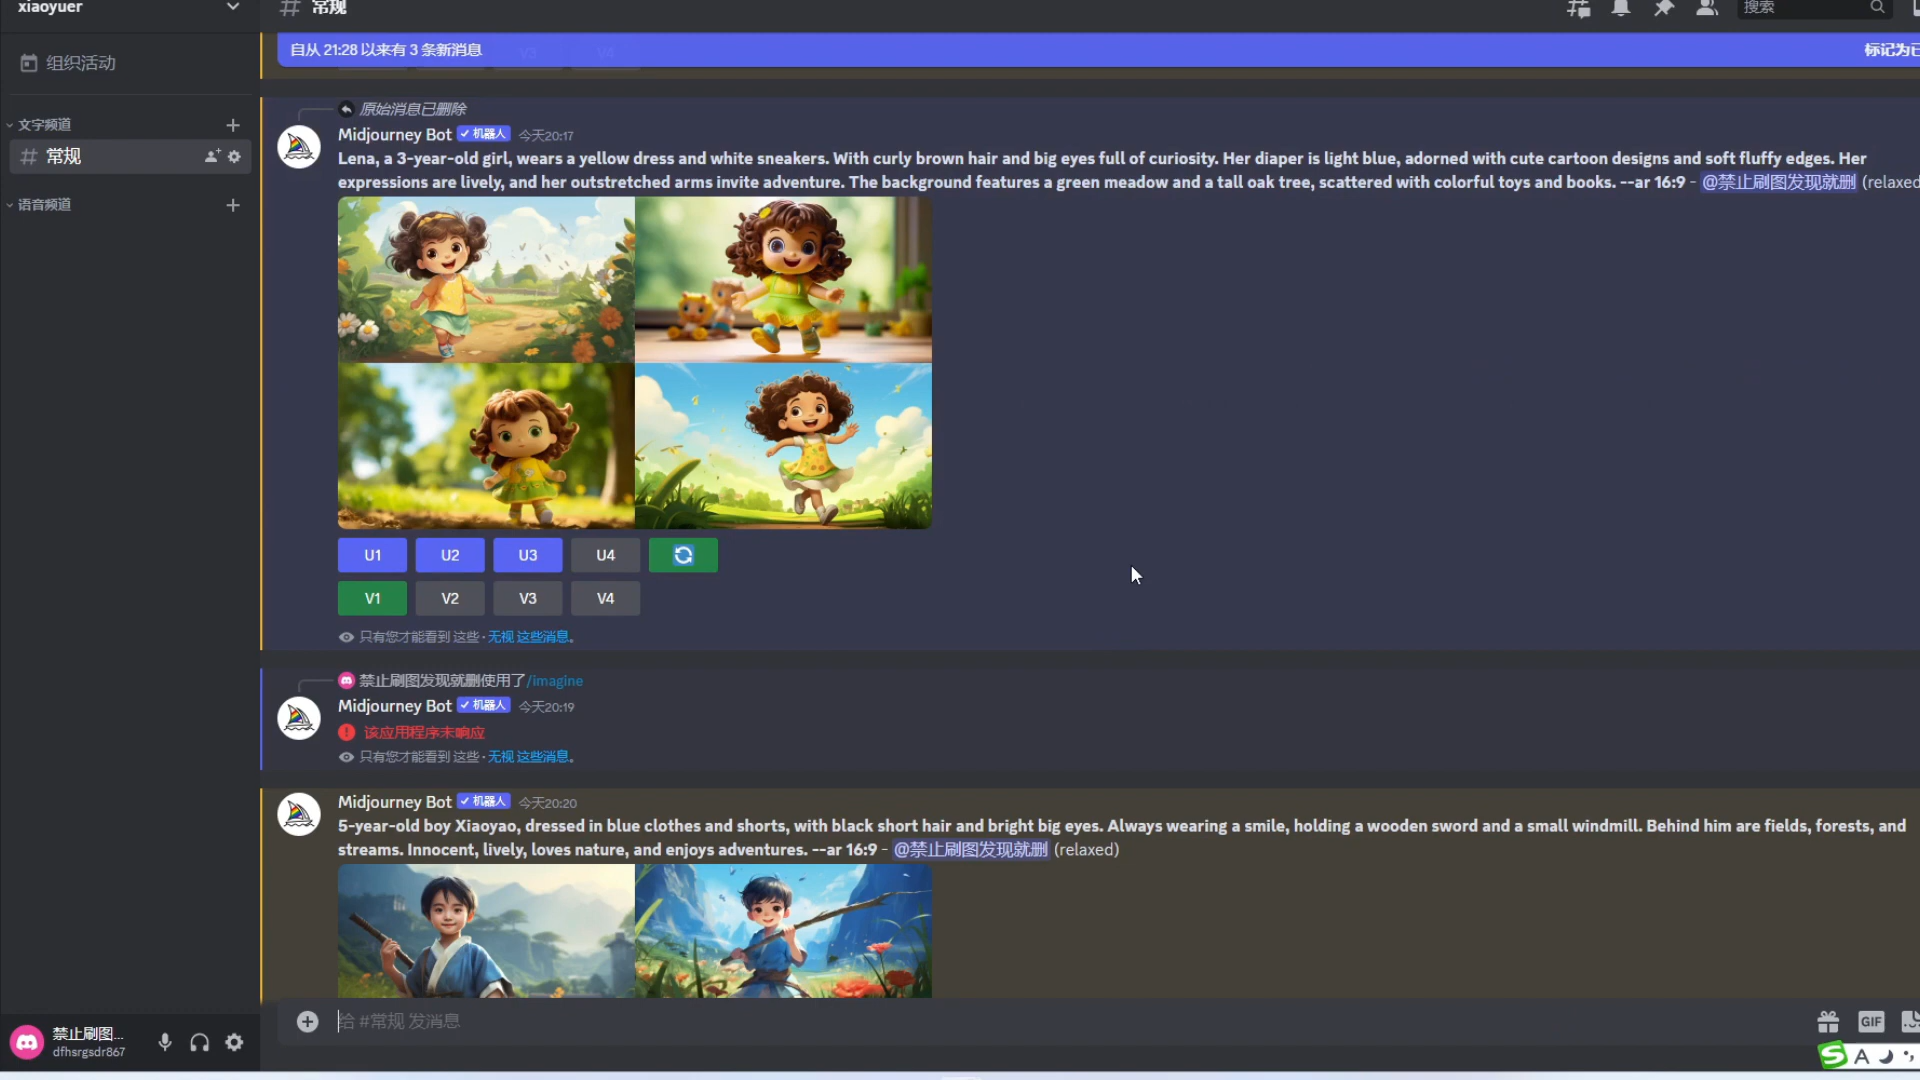 xiaoyuer
# 常规
搜索
组织活动
自从 21:28 以来有 3 条新消息
标记为已
文字频道
# 常规
语音频道
原始消息已删除
Midjourney Bot ✓ 机器人 今天20:17
Lena, a 3-year-old girl, wears a yellow dress and white sneakers. With curly brown hair and big eyes full of curiosity. Her diaper is light blue, adorned with cute cartoon designs and soft fluffy edges. Her
expressions are lively, and her outstretched arms invite adventure. The background features a green meadow and a tall oak tree, scattered with colorful toys and books. --ar 16:9 - @禁止刷图发现就删 (relaxed
U1 U2 U3 U4
V1 V2 V3 V4
只有您才能看到 这些 · 无视 这些消息。
禁止刷图发现就删使用了/imagine
Midjourney Bot ✓ 机器人 今天20:19
该应用程序未响应
只有您才能看到 这些 · 无视 这些消息。
Midjourney Bot ✓ 机器人 今天20:20
5-year-old boy Xiaoyao, dressed in blue clothes and shorts, with black short hair and bright big eyes. Always wearing a smile, holding a wooden sword and a small windmill. Behind him are fields, forests, and
streams. Innocent, lively, loves nature, and enjoys adventures. --ar 16:9 - @禁止刷图发现就删 (relaxed)
给 #常规 发消息
GIF
禁止刷图...
dfhsrgsdr867
S A